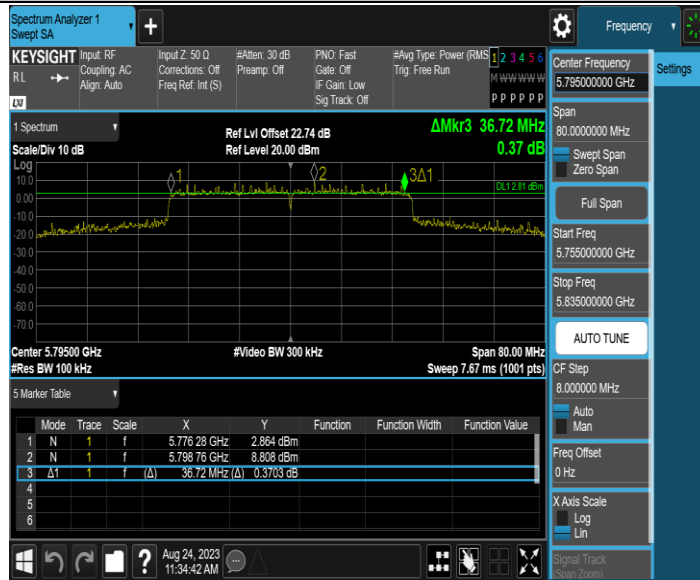 Spectrum Analyzer 1
Swept SA
Frequency
KEYSIGHT
Input: RF
Input Z: 50 Ω
#Atten: 30 dB
PNO: Fast
#Avg Type: Power (RMS
1 2 3 4 5 6
RL
Coupling: AC
Corrections: Off
Preamp: Off
Gate: Off
Trig: Free Run
M W W W W W
Align: Auto
Freq Ref: Int (S)
IF Gain: Low
Sig Track: Off
P P P P P P
LXI
Center Frequency
5.795000000 GHz
Settings
1 Spectrum
Scale/Div 10 dB
Ref Lvl Offset 22.74 dB
Ref Level 20.00 dBm
ΔMkr3 36.72 MHz
0.37 dB
Log
10.0
0.00
-10.0
-20.0
-30.0
-40.0
-50.0
-60.0
-70.0
1
2
3Δ1
DL1 2.81 dBm
Center 5.79500 GHz
#Video BW 300 kHz
Span 80.00 MHz
#Res BW 100 kHz
Sweep 7.67 ms (1001 pts)
Span
80.0000000 MHz
Swept Span
Zero Span
Full Span
Start Freq
5.755000000 GHz
Stop Freq
5.835000000 GHz
AUTO TUNE
CF Step
8.000000 MHz
Auto
Man
Freq Offset
0 Hz
X Axis Scale
Log
Lin
Signal Track
(Span Zoom)
5 Marker Table
Mode Trace Scale X Y Function Function Width Function Value
1 N 1 f 5.776 28 GHz 2.864 dBm
2 N 1 f 5.798 76 GHz 8.808 dBm
3 Δ1 1 f (Δ) 36.72 MHz (Δ) 0.3703 dB
4
5
6
?
Aug 24, 2023
11:34:42 AM